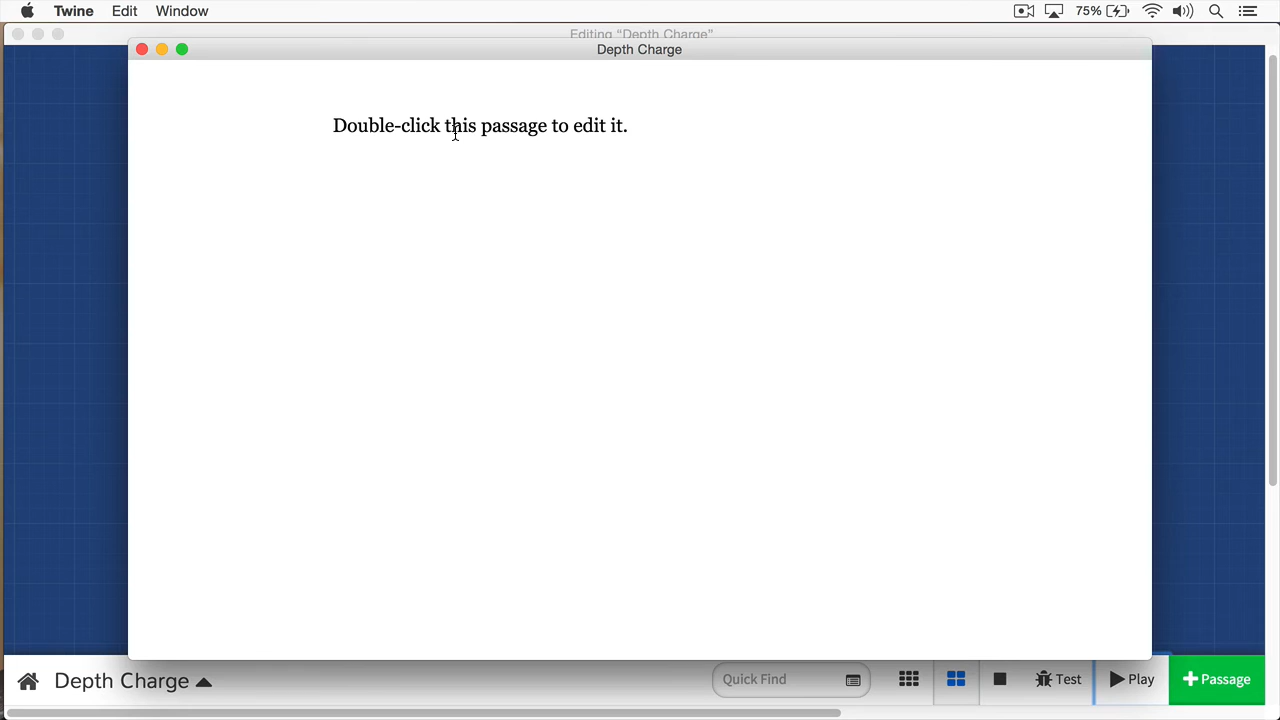 Twine Edit Window 75%
Editing “Depth Charge”
Depth Charge
Double-click this passage to edit it.
Depth Charge Quick Find Test Play Passage